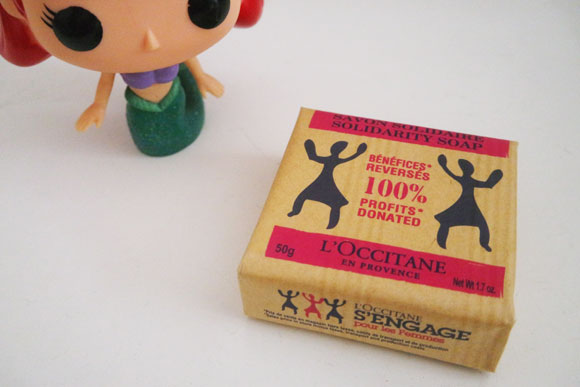 SAVON SOLIDAIRE
SOLIDARITY SOAP
BÉNÉFICES*
REVERSÉS
100%
PROFITS*
DONATED
50g
L'OCCITANE
EN PROVENCE
Net Wt. 1.7 oz.
L'OCCITANE
S'ENGAGE
pour les Femmes